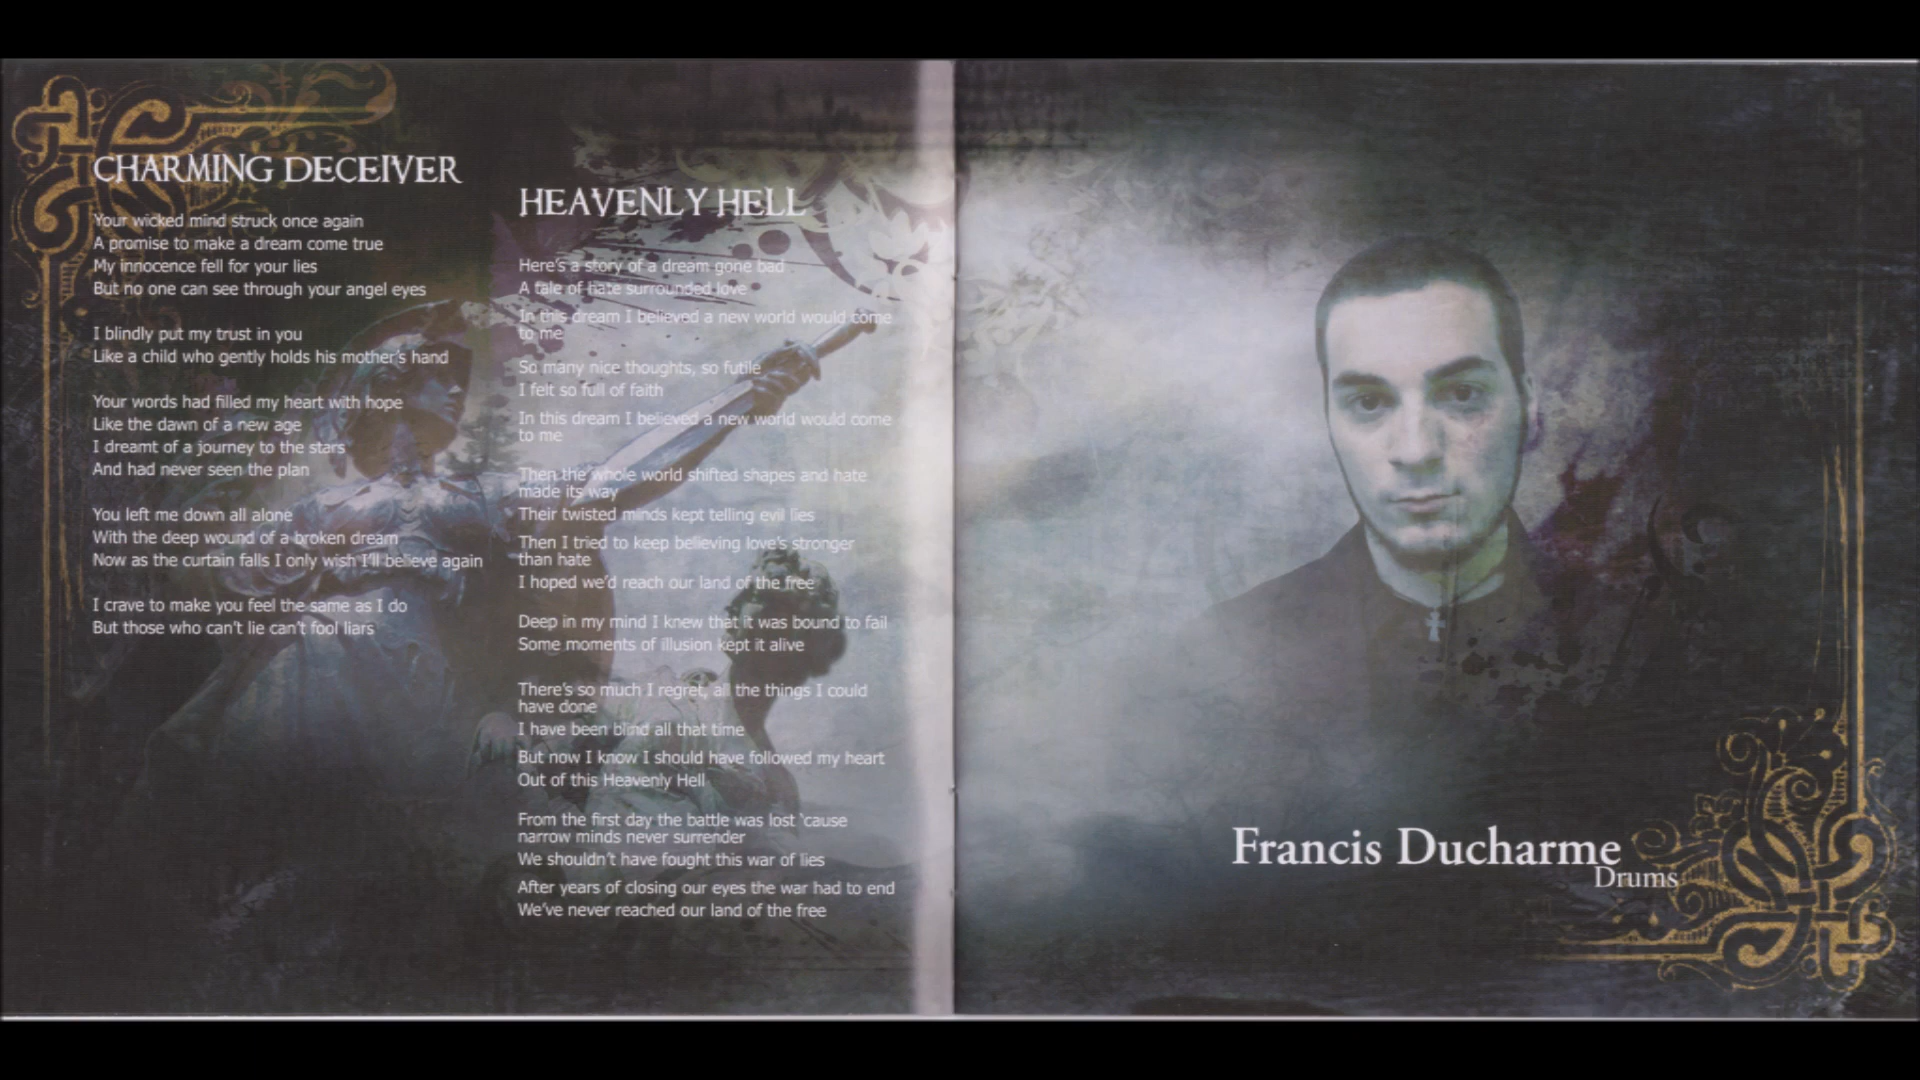 CHARMING DECEIVER
Your wicked mind struck once again
A promise to make a dream come true
My innocence fell for your lies
But no one can see through your angel eyes
I blindly put my trust in you
Like a child who gently holds his mother's hand
Your words had filled my heart with hope
Like the dawn of a new age
I dreamt of a journey to the stars
And had never seen the plan
You left me down all alone
With the deep wound of a broken dream
Now as the curtain falls I only wish I'll believe again
I crave to make you feel the same as I do
But those who can't lie can't fool liars
HEAVENLY HELL
Here's a story of a dream gone bad
A tale of hate surrounded love
In this dream I believed a new world would come
to me
So many nice thoughts, so futile
I felt so full of faith
In this dream I believed a new world would come
to me
Then the whole world shifted shapes and hate
made its way
Their twisted minds kept telling evil lies
Then I tried to keep believing love's stronger
than hate
I hoped we'd reach our land of the free
Deep in my mind I knew that it was bound to fail
Some moments of illusion kept it alive
There's so much I regret, all the things I could
have done
I have been blind all that time
But now I know I should have followed my heart
Out of this Heavenly Hell
From the first day the battle was lost 'cause
narrow minds never surrender
We shouldn't have fought this war of lies
After years of closing our eyes the war had to end
We've never reached our land of the free
Francis Ducharme
Drums